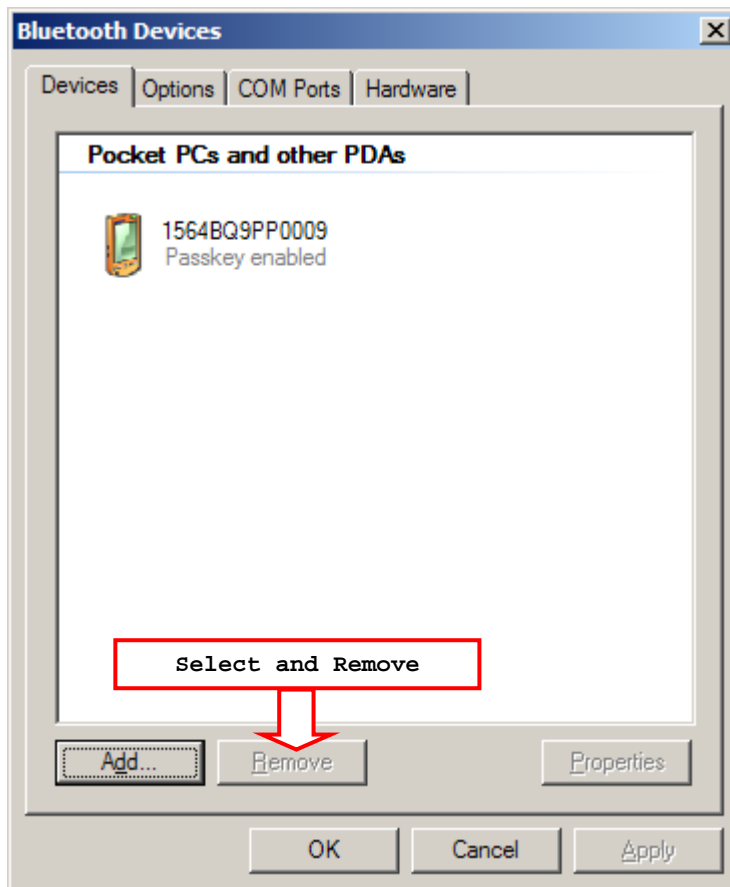 Bluetooth Devices
Devices Options COM Ports Hardware
Pocket PCs and other PDAs
1564BQ9PP0009
Passkey enabled
Select and Remove
Add... Remove Properties
OK Cancel Apply